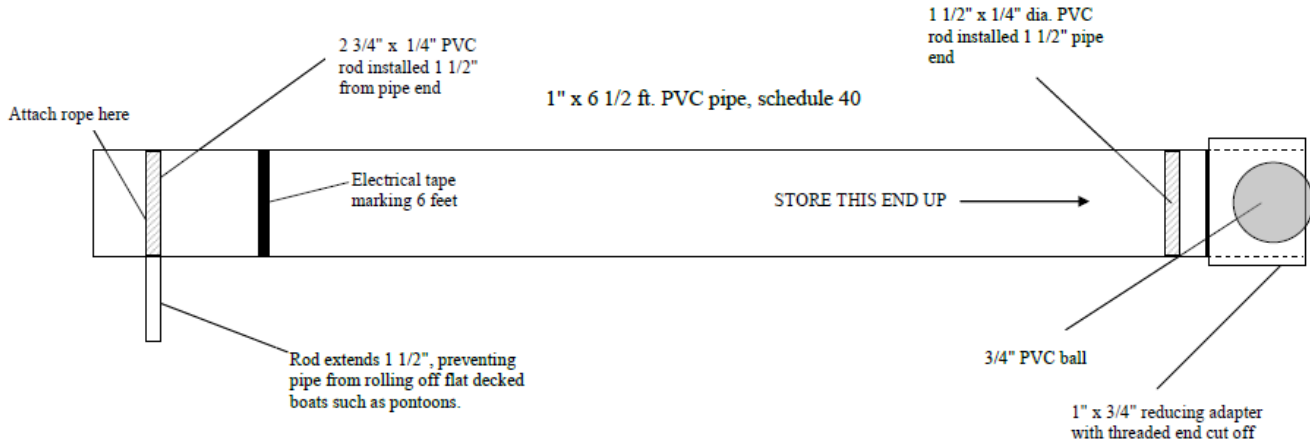 2 3/4" x  1/4" PVC
rod installed 1 1/2"
from pipe end
1 1/2" x 1/4" dia. PVC
rod installed 1 1/2" pipe
end
1" x 6 1/2 ft. PVC pipe, schedule 40
Attach rope here
Electrical tape
marking 6 feet
STORE THIS END UP
Rod extends 1 1/2", preventing
pipe from rolling off flat decked
boats such as pontoons.
3/4" PVC ball
1" x 3/4" reducing adapter
with threaded end cut off